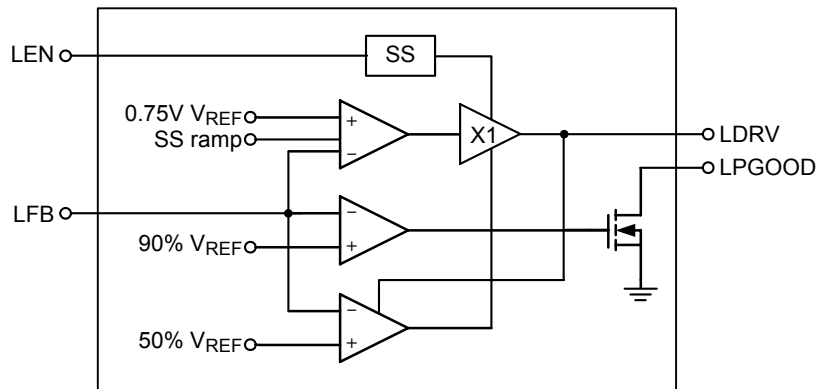 LEN
SS
0.75V VREF
SS ramp
X1
LDRV
LPGOOD
LFB
90% VREF
50% VREF
+
−
−
+
−
+